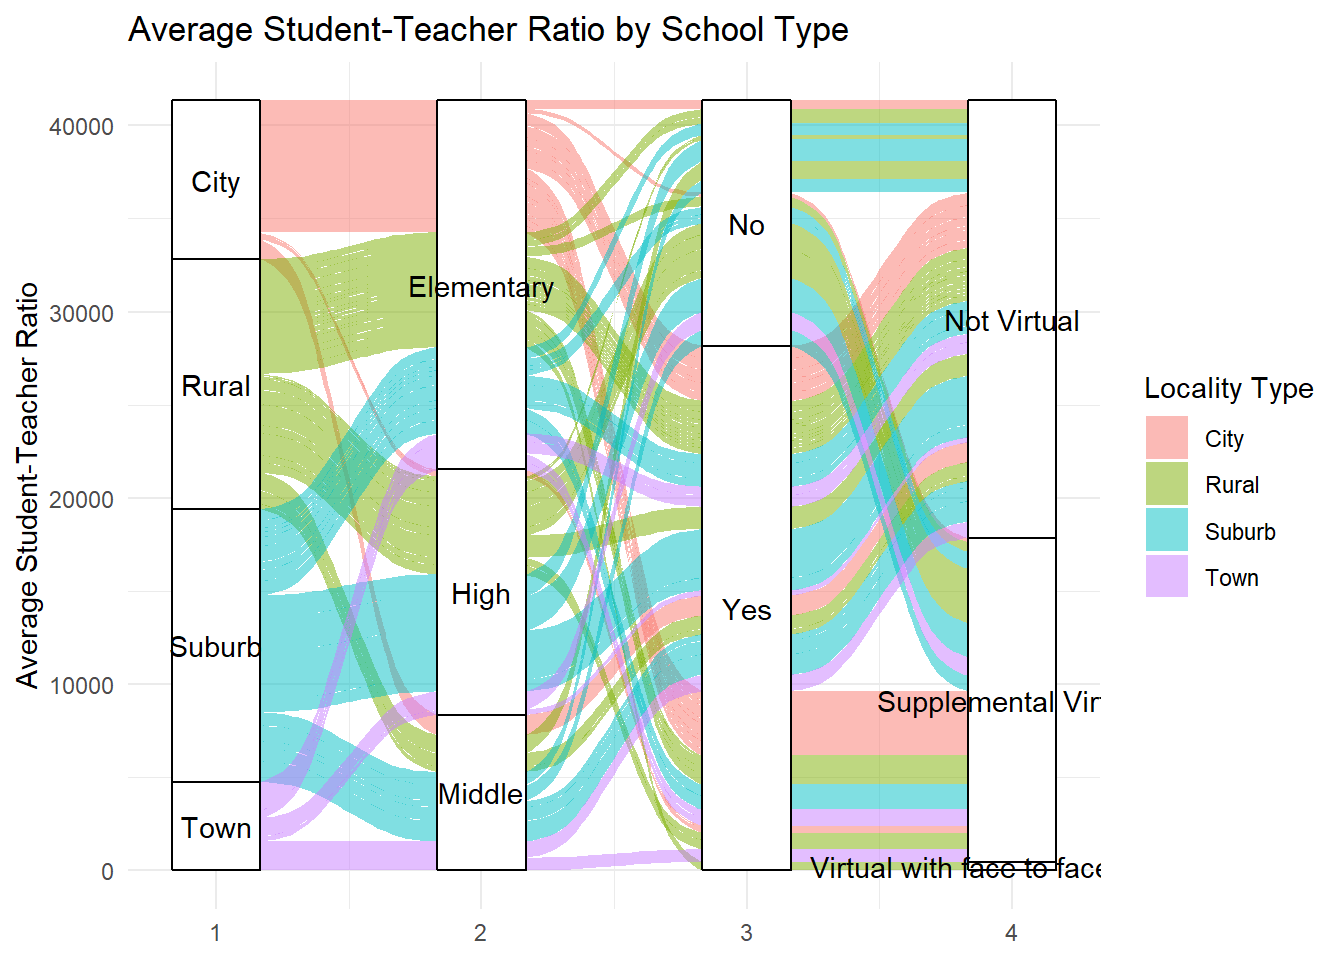 Average Student-Teacher Ratio by School Type
Average Student-Teacher Ratio
40000
30000
20000
10000
0
City
Rural
Suburb
Town
Elementary
High
Middle
No
Yes
Not Virtual
Supplemental Vir
Virtual with face to face
1
2
3
4
Locality Type
City
Rural
Suburb
Town